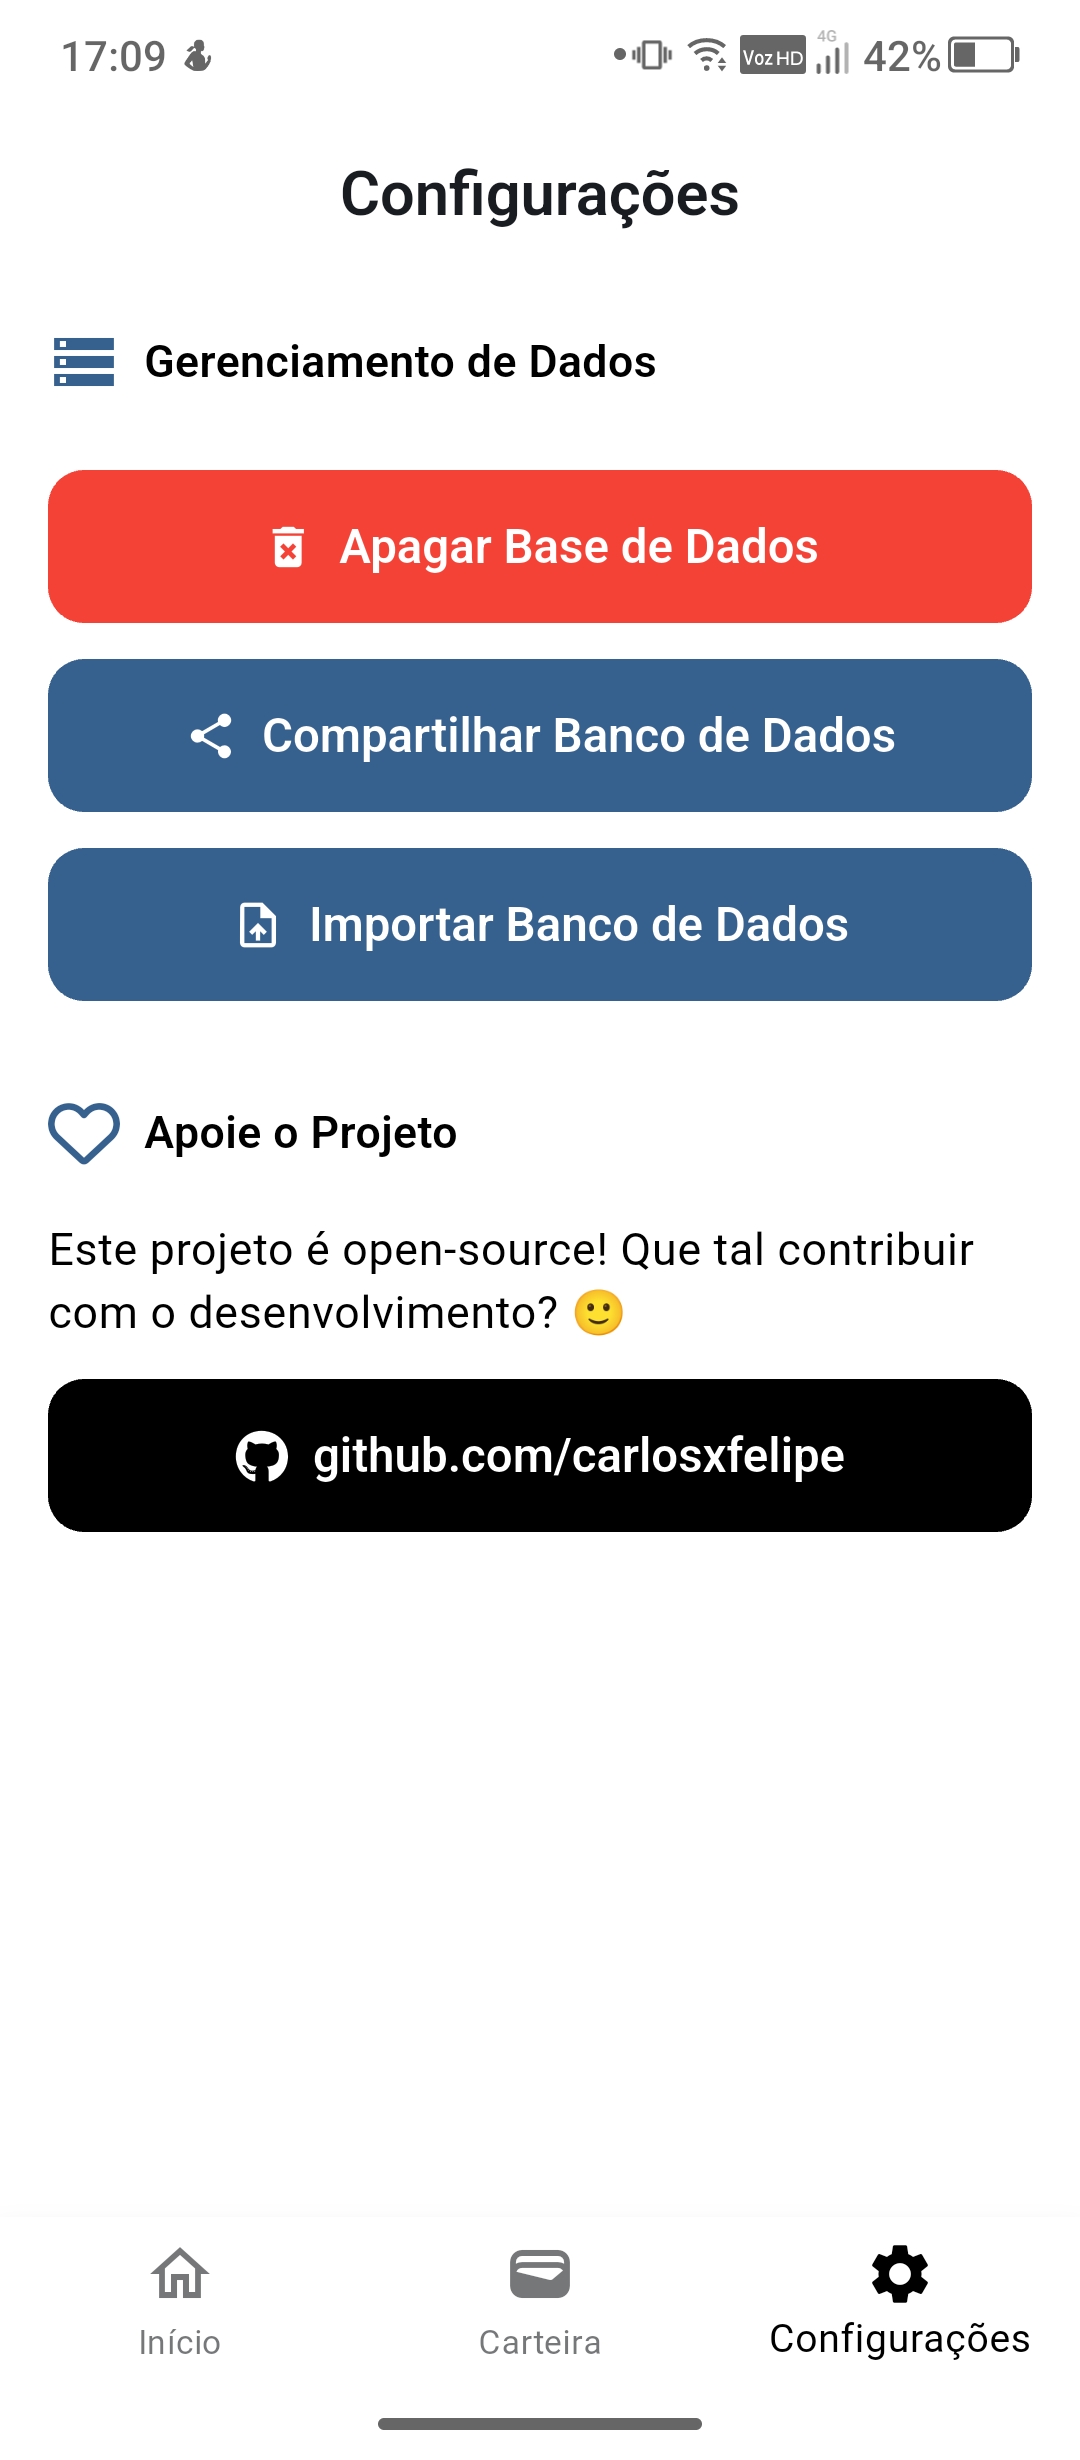 17:09
Voz HD
4G
42%
Configurações
Gerenciamento de Dados
Apagar Base de Dados
Compartilhar Banco de Dados
Importar Banco de Dados
Apoie o Projeto
Este projeto é open-source! Que tal contribuir
com o desenvolvimento? 🙂
github.com/carlosxfelipe
Início
Carteira
Configurações